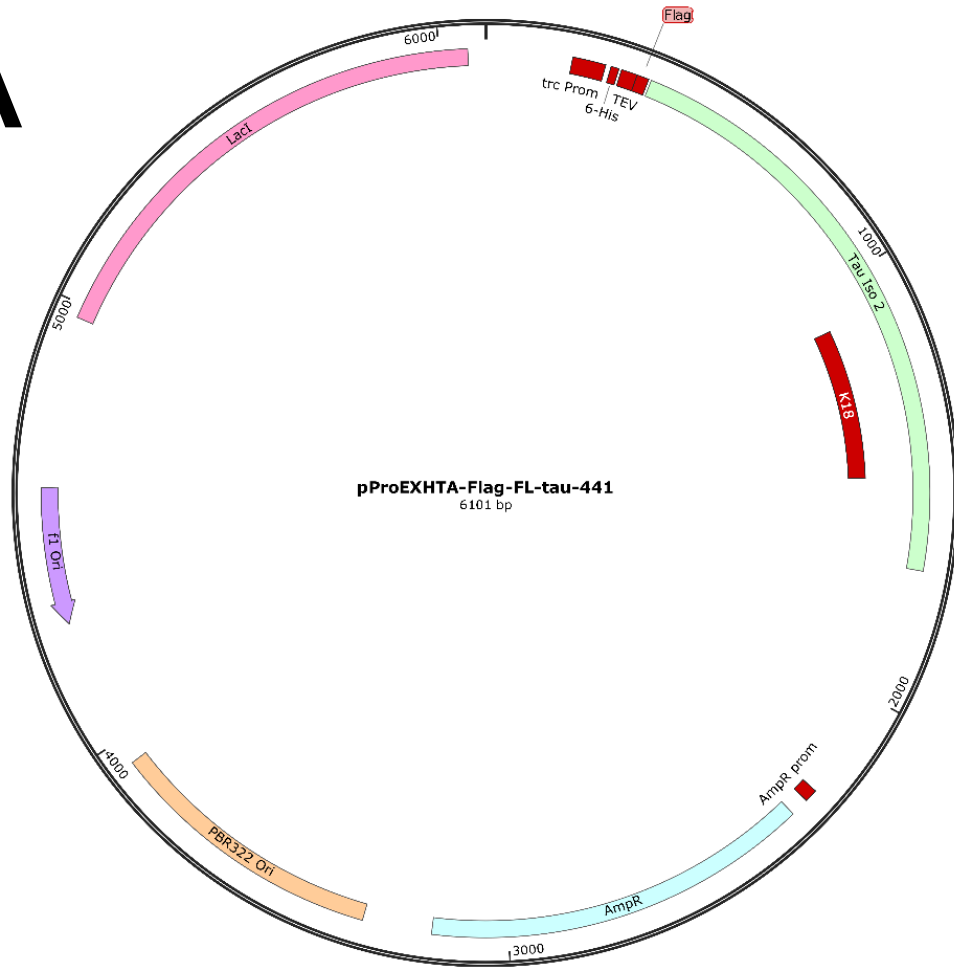 A
Flag
6000
trc Prom
6-His
TEV
LacI
1000
Tau Iso 2
5000
K18
pProEXHTA-Flag-FL-tau-441
6101 bp
f1 Ori
2000
4000
AmpR prom
PBR322 Ori
AmpR
3000